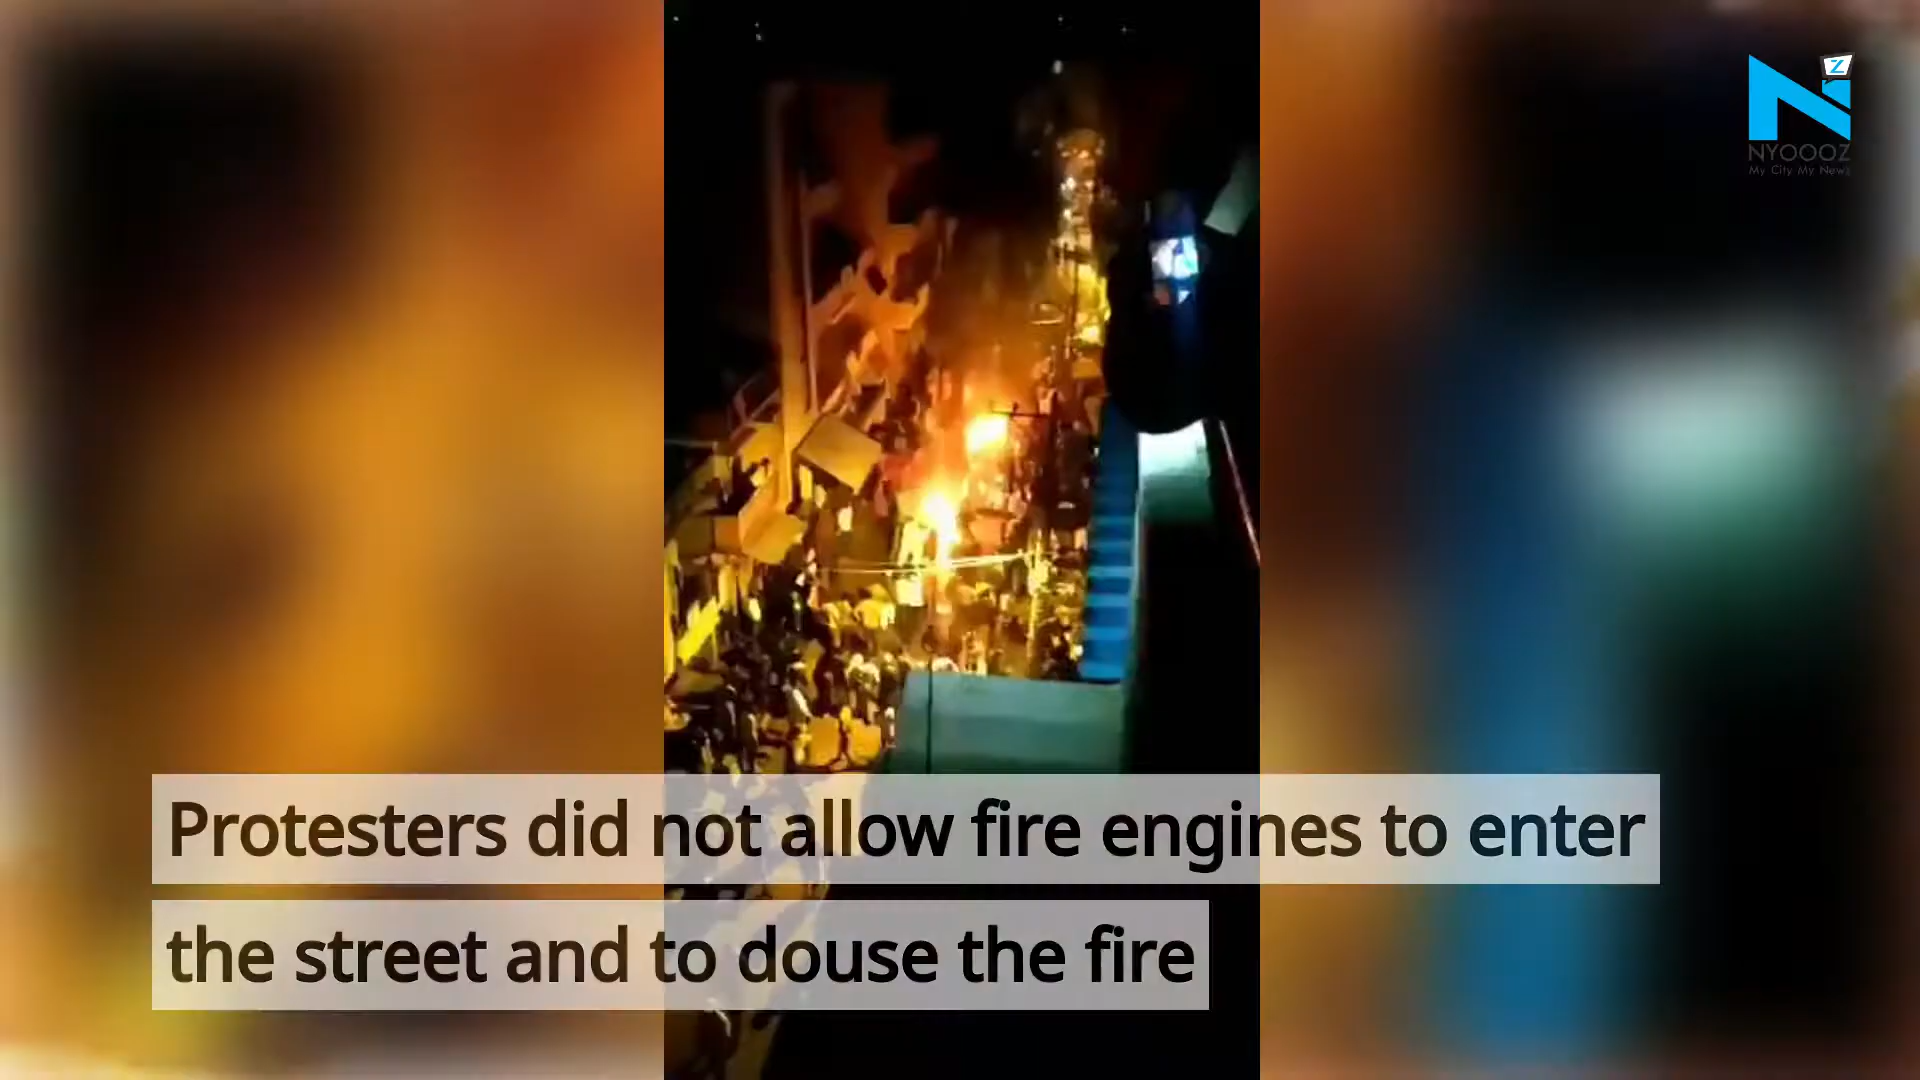 Z
NYOOOZ
My City My News
Protesters did not allow fire engines to enter
the street and to douse the fire